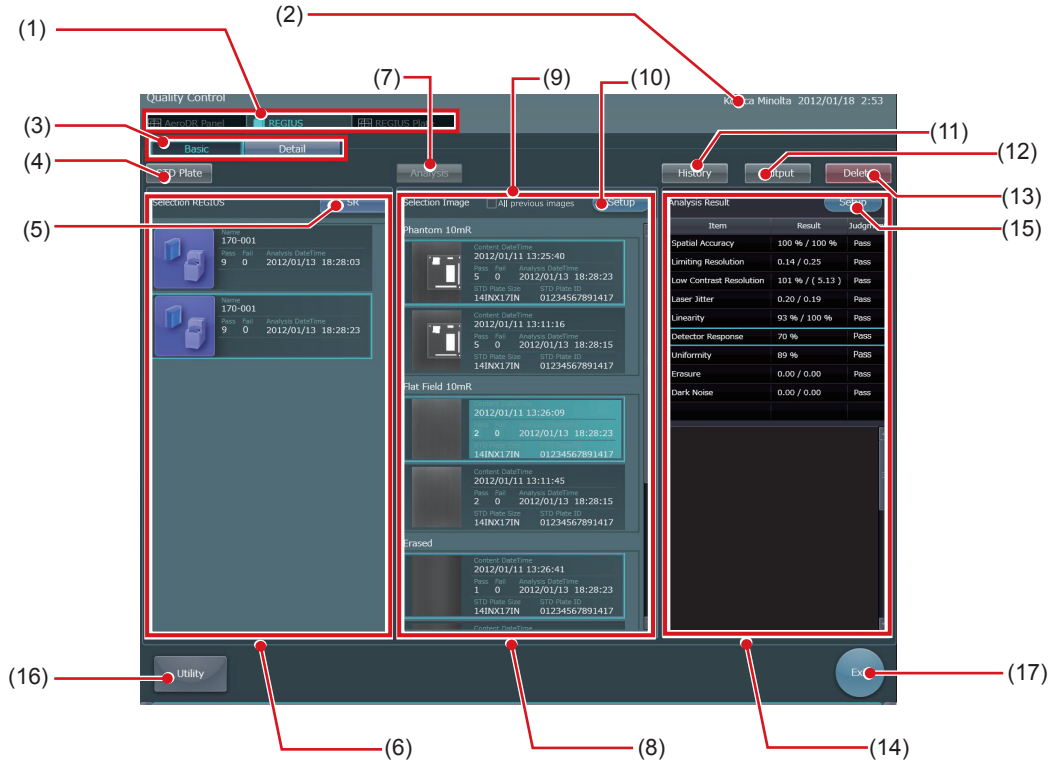 (2)
(1)
(7)
(9)
(10)
Quality Control
Konica Minolta 2012/01/18 2:53
(3)
AeroDR Panel REGIUS REGIUS Plate
(11)
Basic Detail
(4)
(12)
STD Plate Analysis History Output Delete
(13)
(5)
Selection REGIUS SR
Selection Image All previous images Setup
Analysis Result Setup
(15)
Name
170-001
Pass Fail Analysis DateTime
9 0 2012/01/13 18:28:03
Name
170-001
Pass Fail Analysis DateTime
9 0 2012/01/13 18:28:23
Phantom 10mR
Content DateTime
2012/01/11 13:25:40
Pass Fail Analysis DateTime
5 0 2012/01/13 18:28:23
STD Plate Size STD Plate ID
14INX17IN 01234567891417
Content DateTime
2012/01/11 13:11:16
Pass Fail Analysis DateTime
5 0 2012/01/13 18:28:15
STD Plate Size STD Plate ID
14INX17IN 01234567891417
Flat Field 10mR
Content DateTime
2012/01/11 13:26:09
2 0 2012/01/13 18:28:23
14INX17IN 01234567891417
Content DateTime
2012/01/11 13:11:45
Pass Fail Analysis DateTime
2 0 2012/01/13 18:28:15
STD Plate Size STD Plate ID
14INX17IN 01234567891417
Erased
Content DateTime
2012/01/11 13:26:41
Pass Fail Analysis DateTime
1 0 2012/01/13 18:28:23
STD Plate Size STD Plate ID
14INX17IN 01234567891417
Content DateTime
Item Result Judgm
Spatial Accuracy 100 % / 100 % Pass
Limiting Resolution 0.14 / 0.25 Pass
Low Contrast Resolution 101 % / ( 5.13 ) Pass
Laser Jitter 0.20 / 0.19 Pass
Linearity 93 % / 100 % Pass
Detector Response 70 % Pass
Uniformity 89 % Pass
Erasure 0.00 / 0.00 Pass
Dark Noise 0.00 / 0.00 Pass
(16)
Utility
Exit
(17)
(6)
(8)
(14)